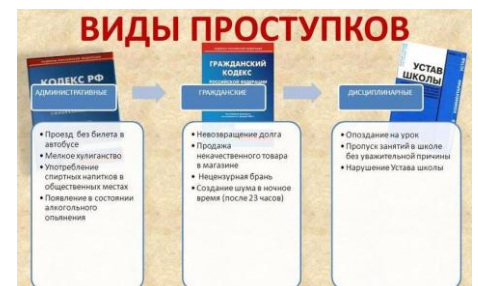 ВИДЫ ПРОСТУПКОВ
КОДЕКС РФ
АДМИНИСТРАТИВНЫЕ
• Проезд без билета в
автобусе
• Мелкое хулиганство
• Употребление
спиртных напитков в
общественных местах
• Появление в состоянии
алкогольного
опьянения
ГРАЖДАНСКИЙ
КОДЕКС
РОССИЙСКОЙ ФЕДЕРАЦИИ
ГРАЖДАНСКИЕ
• Невозвращение долга
• Продажа
некачественного товара
в магазине
• Нецензурная брань
• Создание шума в ночное
время (после 23 часов)
УСТАВ
ШКОЛЫ
ДИСЦИПЛИНАРНЫЕ
• Опоздание на урок
• Пропуск занятий в школе
без уважительной причины
• Нарушение Устава школы